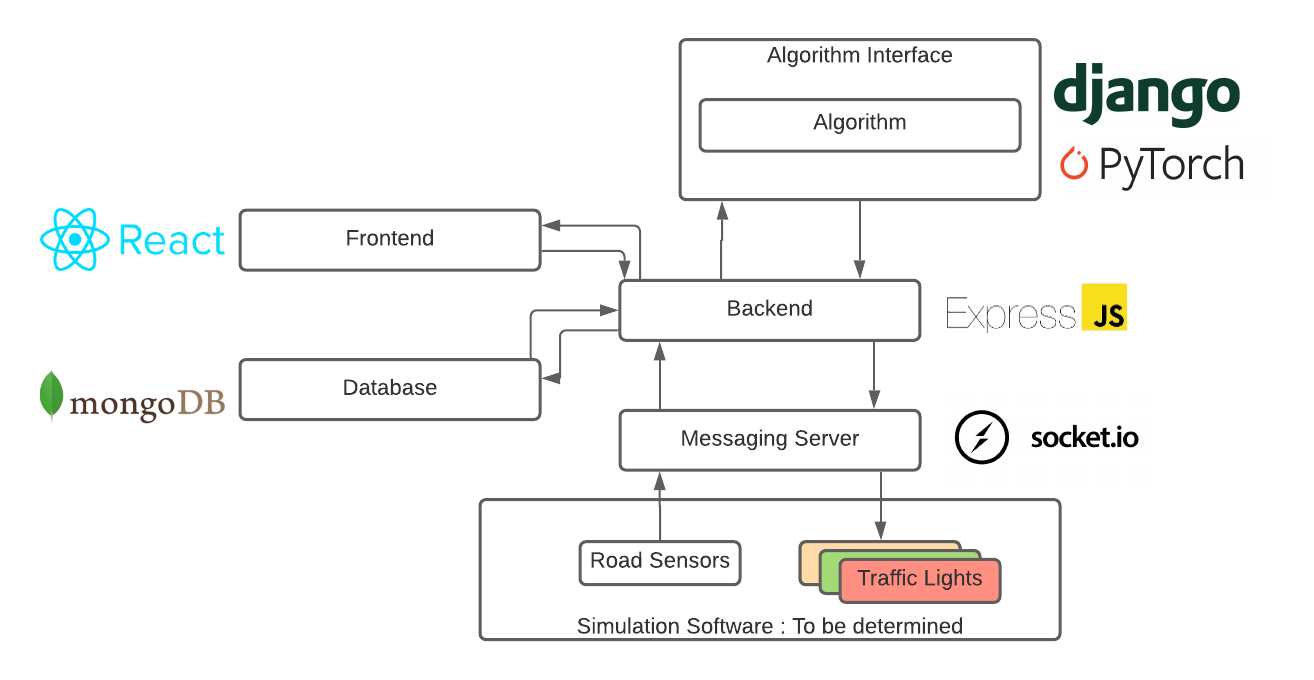 Algorithm Interface
django
Algorithm
PyTorch
React
Frontend
Backend
Express JS
mongoDB
Database
Messaging Server
socket.io
Road Sensors
Traffic Lights
Simulation Software : To be determined